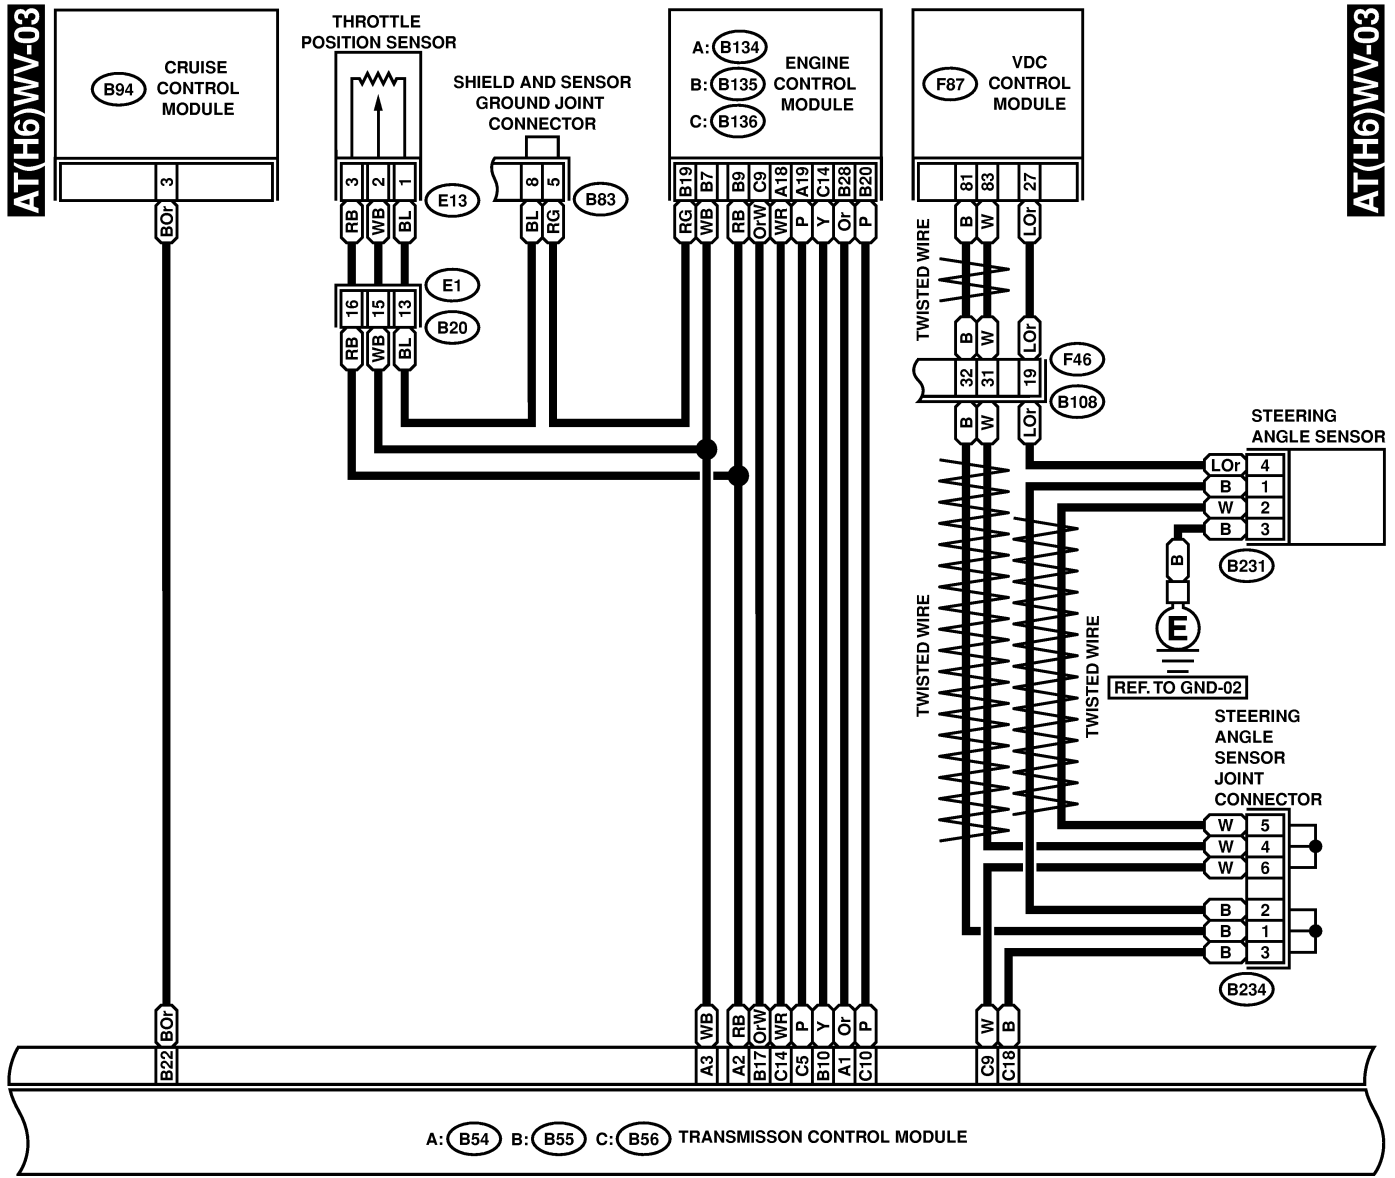 AT(H6)WV-03
AT(H6)WV-03
B94
CRUISE
CONTROL
MODULE
3
BOr
THROTTLE
POSITION SENSOR
3 2 1
E13
RB WB BL
E1
16 15 13
B20
RB WB BL
SHIELD AND SENSOR
GROUND JOINT
CONNECTOR
8 5
B83
BL RG
A: B134
B: B135
C: B136
ENGINE
CONTROL
MODULE
B19 B7 B9 C9 A18 A19 C14 B28 B20
RG WB RB OrW WR P Y Or P
F87
VDC
CONTROL
MODULE
81 83 27
B W LOr
TWISTED WIRE
B W LOr
F46
32 31 19
B108
B W LOr
STEERING
ANGLE SENSOR
LOr 4
B 1
W 2
B 3
B231
B
E
REF. TO GND-02
TWISTED WIRE
TWISTED WIRE
STEERING
ANGLE
SENSOR
JOINT
CONNECTOR
W 5
W 4
W 6
B 2
B 1
B 3
B234
BOr WB RB OrW WR P Y Or P W B
B22 A3 A2 B17 C14 C5 B10 A1 C10 C9 C18
A: B54 B: B55 C: B56 TRANSMISSON CONTROL MODULE